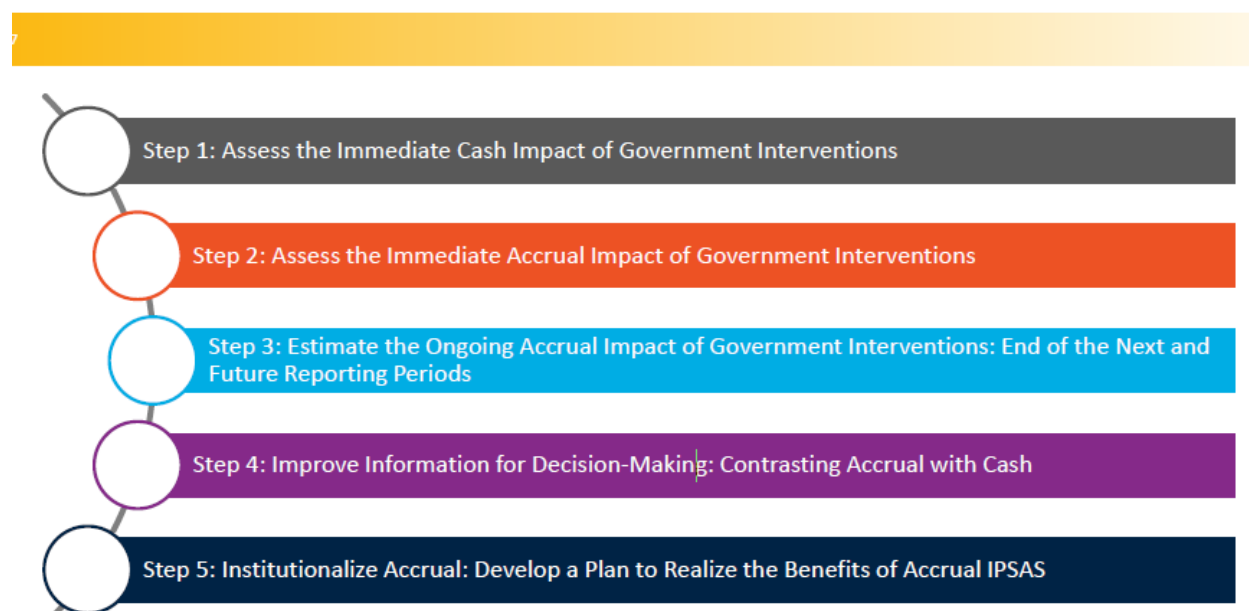 7
Step 1: Assess the Immediate Cash Impact of Government Interventions
Step 2: Assess the Immediate Accrual Impact of Government Interventions
Step 3: Estimate the Ongoing Accrual Impact of Government Interventions: End of the Next and
Future Reporting Periods
Step 4: Improve Information for Decision-Making: Contrasting Accrual with Cash
Step 5: Institutionalize Accrual: Develop a Plan to Realize the Benefits of Accrual IPSAS